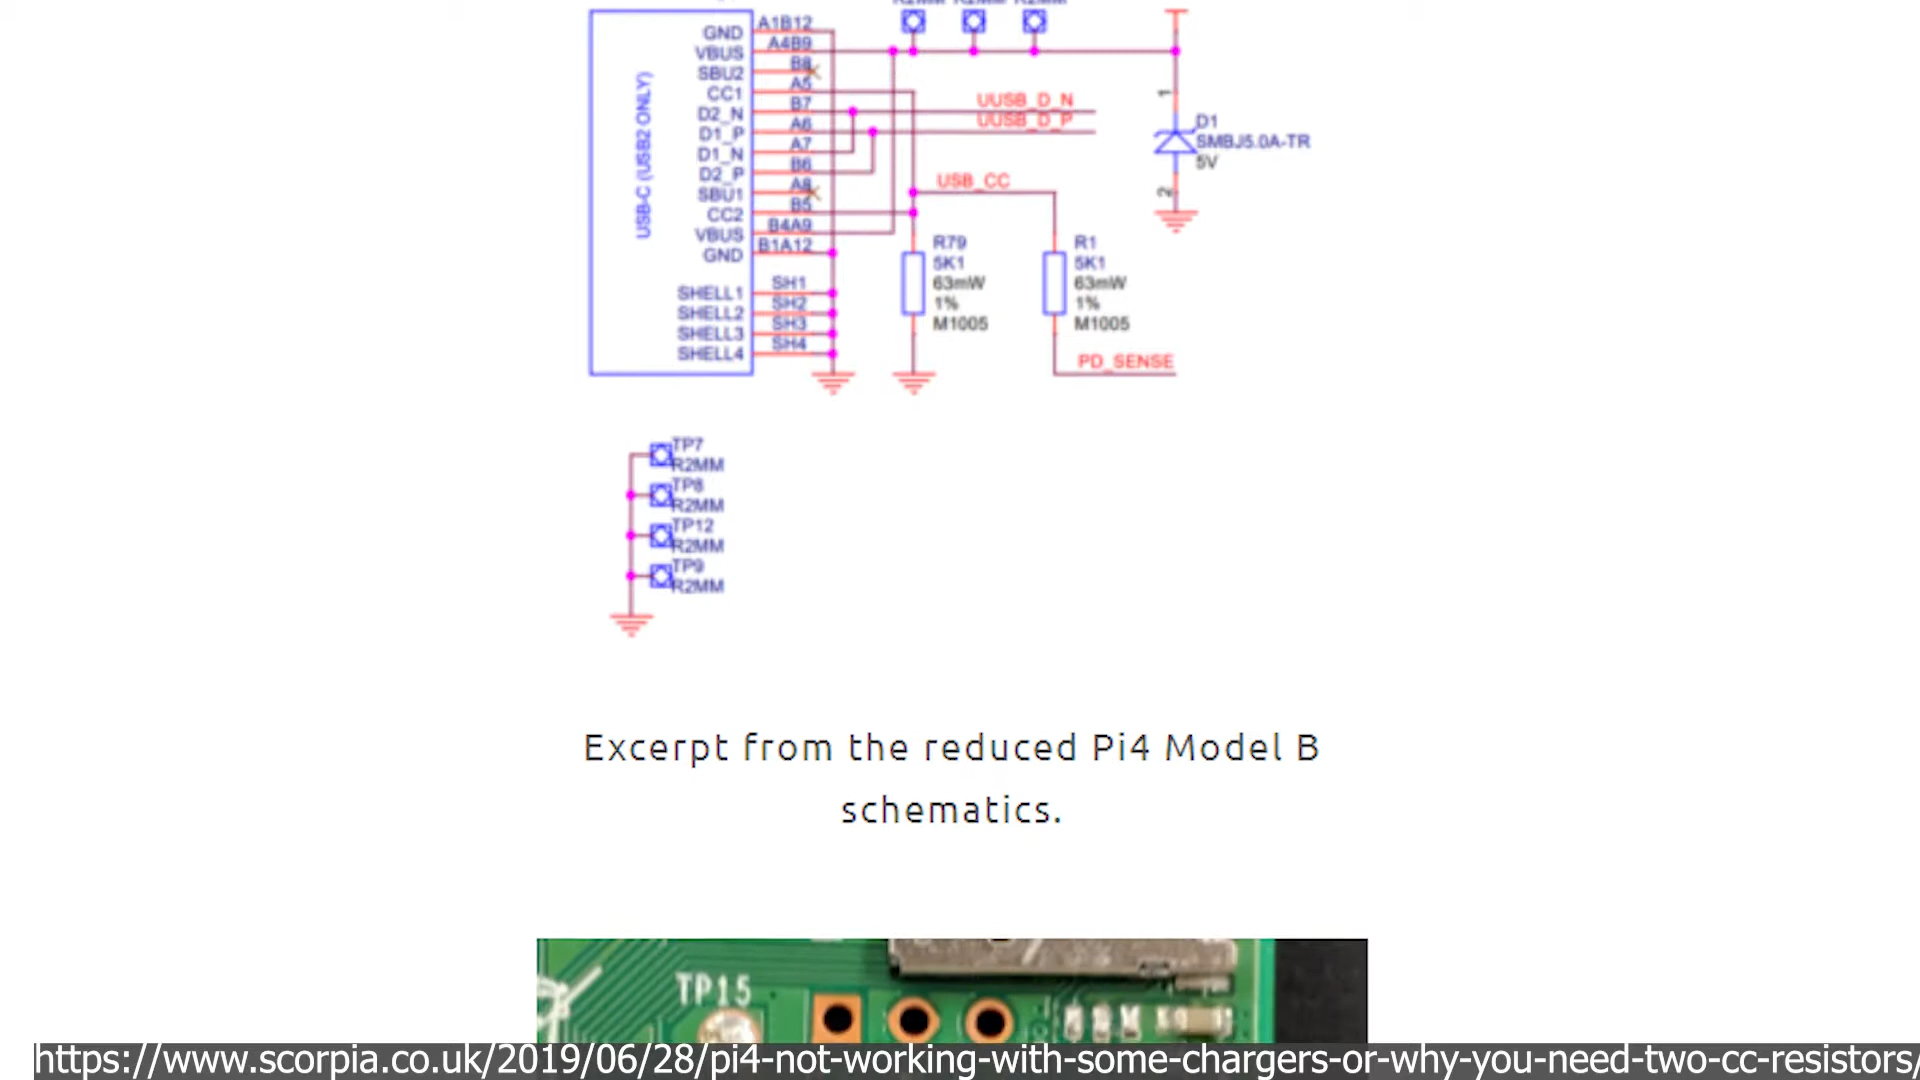 GND A1B12
VBUS A4B9
SBU2 B8
CC1 A5
D2_N B7 UUSB_D_N
D1_P A6 UUSB_D_P
D1_N A7
D2_P B6
SBU1 A8 USB_CC
CC2 B5
VBUS B4A9
GND B1A12
SHELL1 SH1
SHELL2 SH2
SHELL3 SH3
SHELL4 SH4
USB-C (USB2 ONLY)
1
D1
SMBJ5.0A-TR
5V
2
R79
5K1
63mW
1%
M1005
R1
5K1
63mW
1%
M1005
PD_SENSE
TP7
R2MM
TP8
R2MM
TP12
R2MM
TP9
R2MM
Excerpt from the reduced Pi4 Model B
schematics.
TP15
https://www.scorpia.co.uk/2019/06/28/pi4-not-working-with-some-chargers-or-why-you-need-two-cc-resistors/